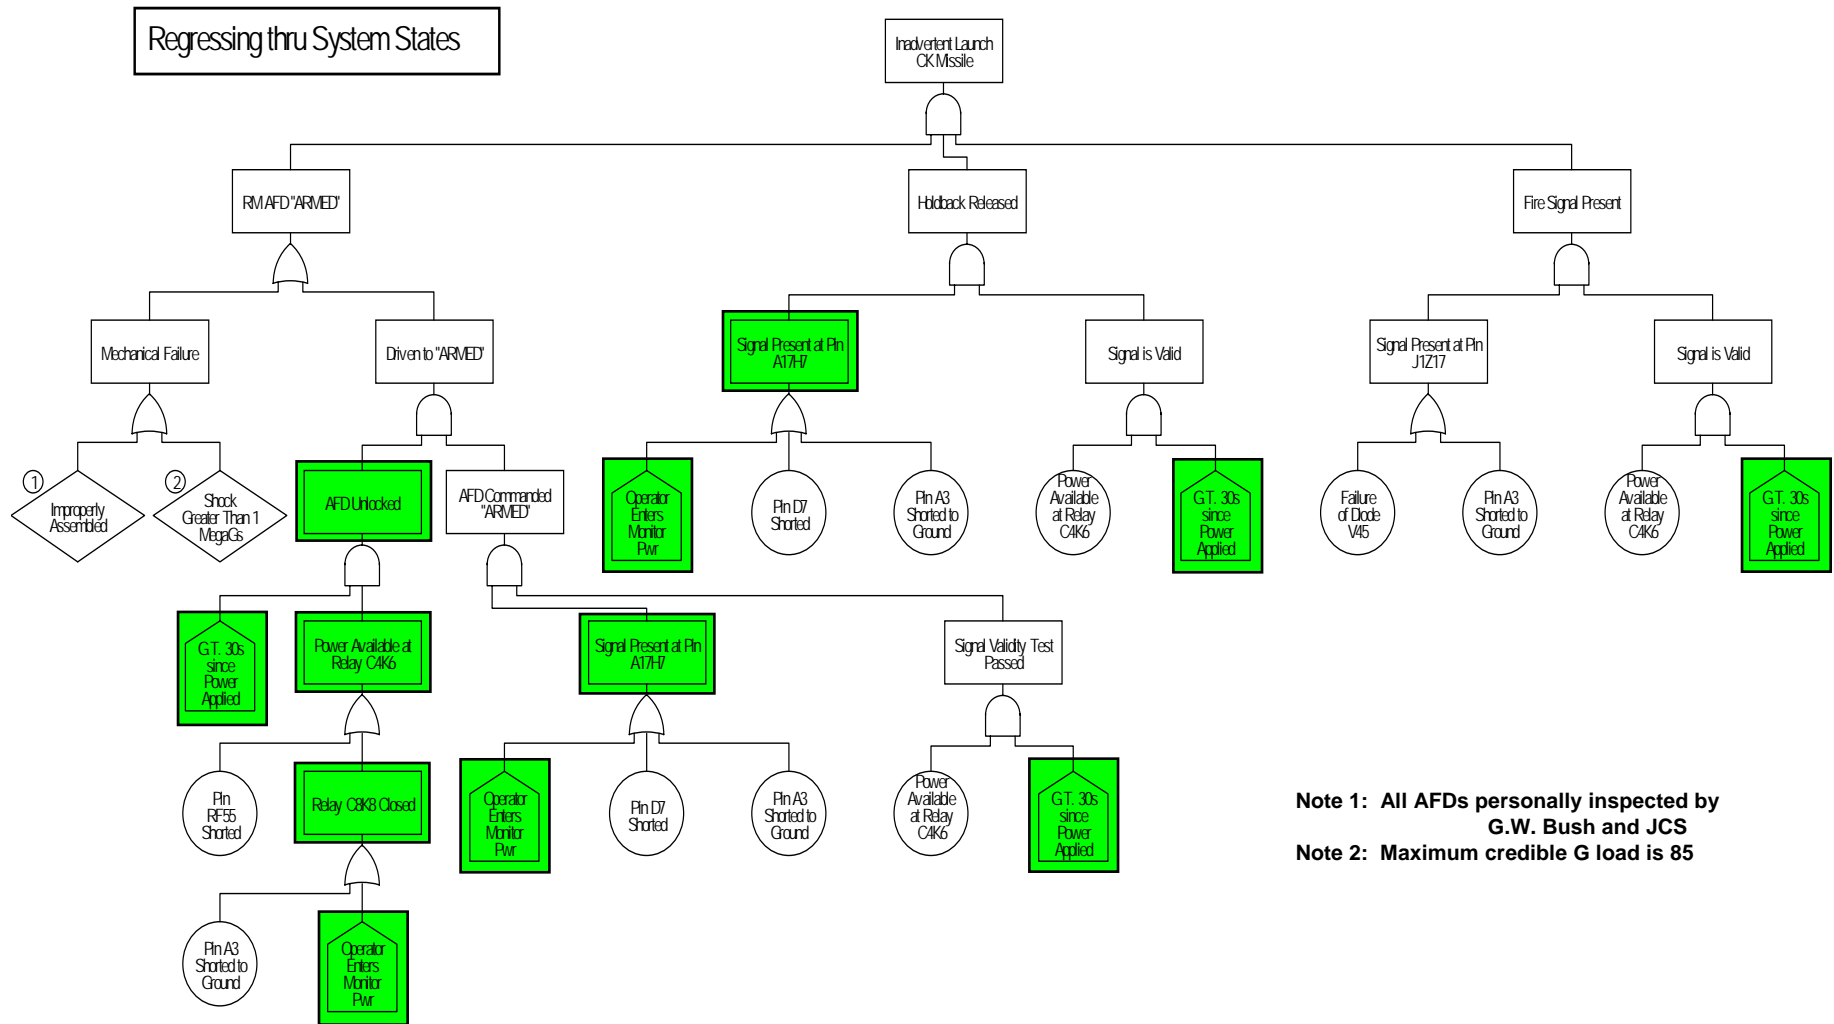 Regressing thru System States
Inadvertent Launch
CK Missile
RM AFD "ARMED"
Holdback Released
Fire Signal Present
Mechanical Failure
Driven to "ARMED"
Signal Present at Pin
A17H7
Signal is Valid
Signal Present at Pin
J1Z17
Signal is Valid
1
Improperly
Assembled
2
Shock
Greater Than 1
MegaG's
AFD Unlocked
AFD Commanded
"ARMED"
Operator
Enters
Monitor
Pwr
Pin D7
Shorted
Pin A3
Shorted to
Ground
Power
Available
at Relay
C4K6
G.T. 30s
since
Power
Applied
Failure
of Diode
V45
Pin A3
Shorted to
Ground
Power
Available
at Relay
C4K6
G.T. 30s
since
Power
Applied
G.T. 30s
since
Power
Applied
Power Available at
Relay C4K6
Signal Present at Pin
A17H7
Signal Validity Test
Passed
Pin
RF55
Shorted
Relay C8K8 Closed
Operator
Enters
Monitor
Pwr
Pin D7
Shorted
Pin A3
Shorted to
Ground
Power
Available
at Relay
C4K6
G.T. 30s
since
Power
Applied
Pin A3
Shorted to
Ground
Operator
Enters
Monitor
Pwr
Note 1: All AFDs personally inspected by
G.W. Bush and JCS
Note 2: Maximum credible G load is 85